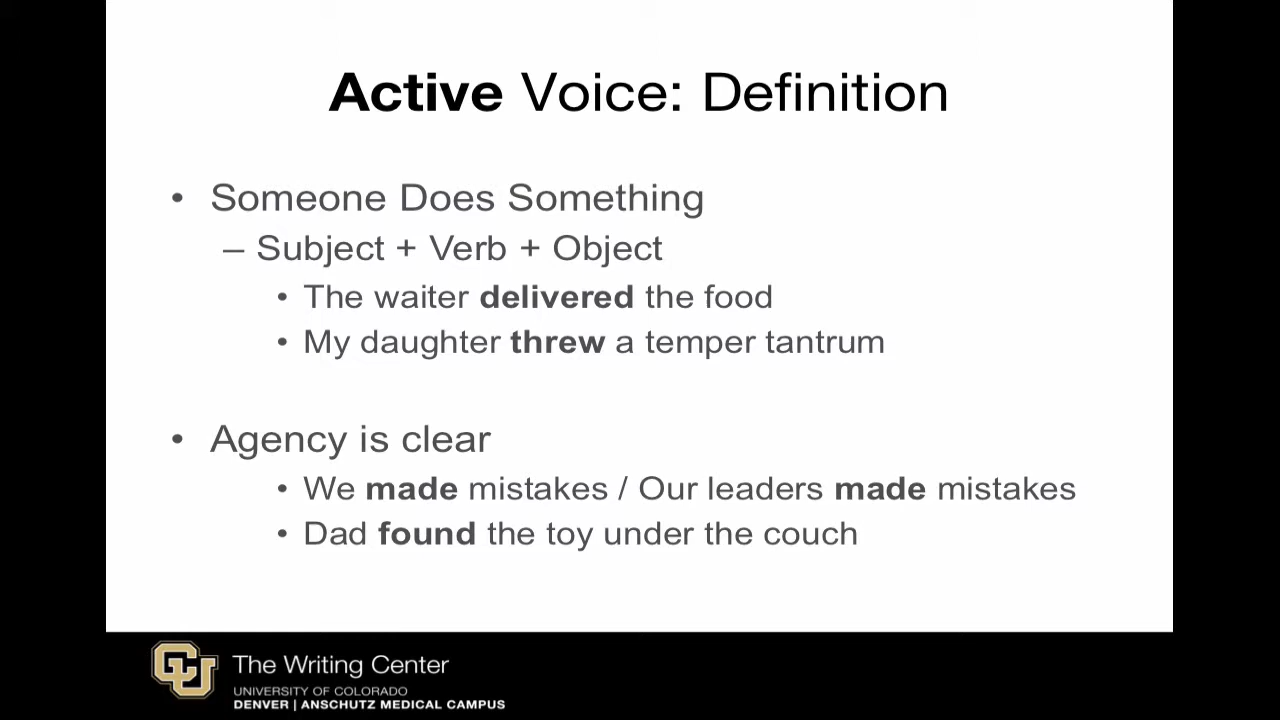 Active Voice: Definition
• Someone Does Something
– Subject + Verb + Object
• The waiter delivered the food
• My daughter threw a temper tantrum
• Agency is clear
• We made mistakes / Our leaders made mistakes
• Dad found the toy under the couch
CU
The Writing Center
UNIVERSITY OF COLORADO
DENVER | ANSCHUTZ MEDICAL CAMPUS